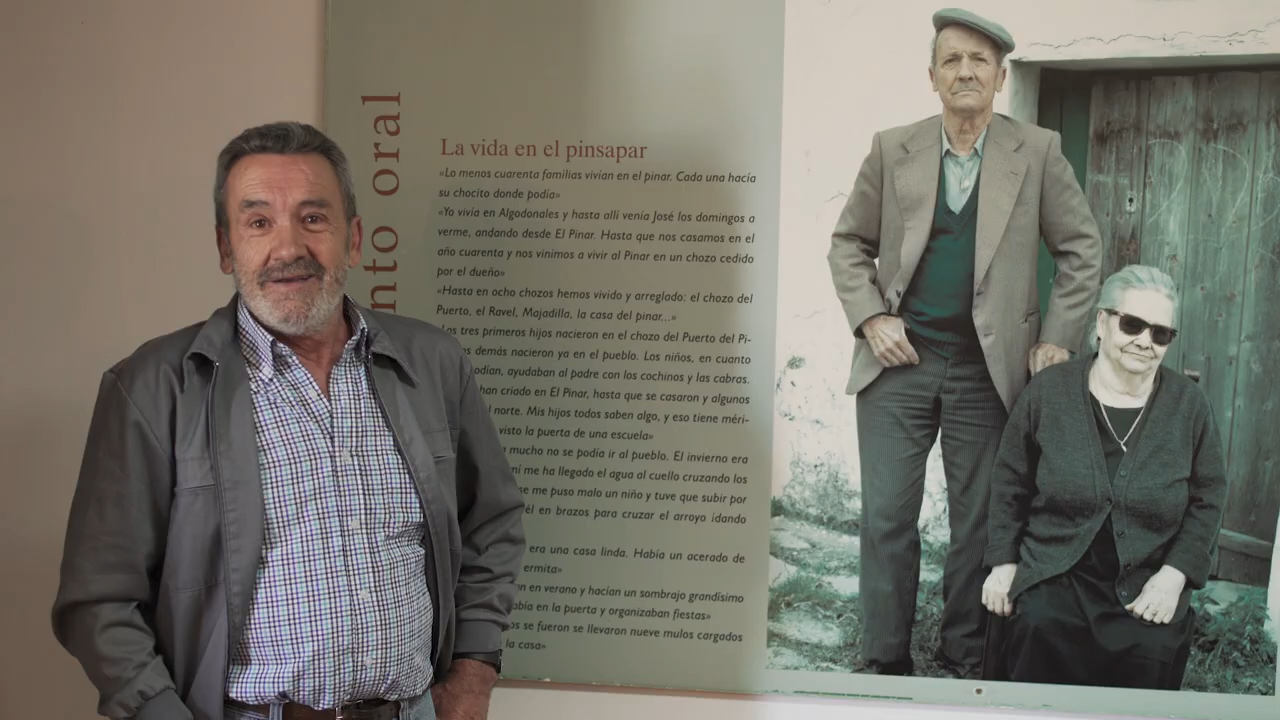 nto oral
La vida en el pinsapar
«Lo menos cuarenta familias vivían en el pinar. Cada una hacía
su chocito donde podía»
«Yo vivía en Algodonales y hasta allí venía José los domingos a
verme, andando desde El Pinar. Hasta que nos casamos en el
año cuarenta y nos vinimos a vivir al Pinar en un chozo cedido
por el dueño»
«Hasta en ocho chozos hemos vivido y arreglado: el chozo del
Puerto, el Ravel, Majadilla, la casa del pinar...»
Los tres primeros hijos nacieron en el chozo del Puerto del Pi-
s demás nacieron ya en el pueblo. Los niños, en cuanto
odían, ayudaban al padre con los cochinos y las cabras.
han criado en El Pinar, hasta que se casaron y algunos
l norte. Mis hijos todos saben algo, y eso tiene méri-
visto la puerta de una escuela»
mucho no se podía ir al pueblo. El invierno era
mí me ha llegado el agua al cuello cruzando los
se me puso malo un niño y tuve que subir por
él en brazos para cruzar el arroyo ¡dando
era una casa linda. Había un acerado de
ermita»
n en verano y hacían un sombrajo grandísimo
abía en la puerta y organizaban fiestas»
os se fueron se llevaron nueve mulos cargados
la casa»